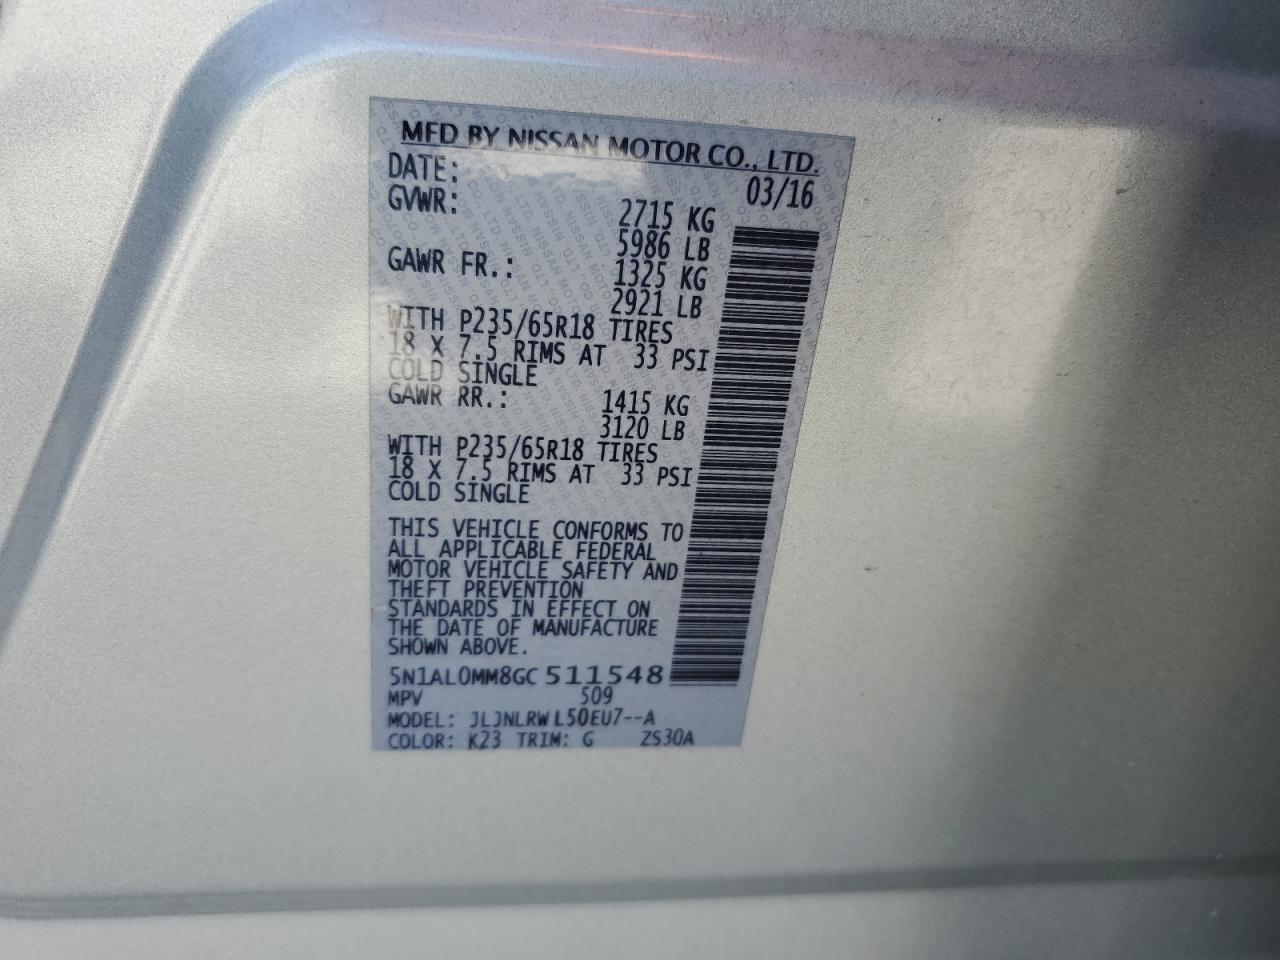 MFD BY NISSAN MOTOR CO., LTD.
DATE: 03/16
GVWR: 2715 KG
5986 LB
GAWR FR.: 1325 KG
2921 LB
WITH P235/65R18 TIRES
18 X 7.5 RIMS AT 33 PSI
COLD SINGLE
GAWR RR.: 1415 KG
3120 LB
WITH P235/65R18 TIRES
18 X 7.5 RIMS AT 33 PSI
COLD SINGLE
THIS VEHICLE CONFORMS TO
ALL APPLICABLE FEDERAL
MOTOR VEHICLE SAFETY AND
THEFT PREVENTION
STANDARDS IN EFFECT ON
THE DATE OF MANUFACTURE
SHOWN ABOVE.
5N1AL0MM8GC511548
MPV 509
MODEL: JLJNLRWL50EU7--A
COLOR: K23 TRIM: G ZS30A